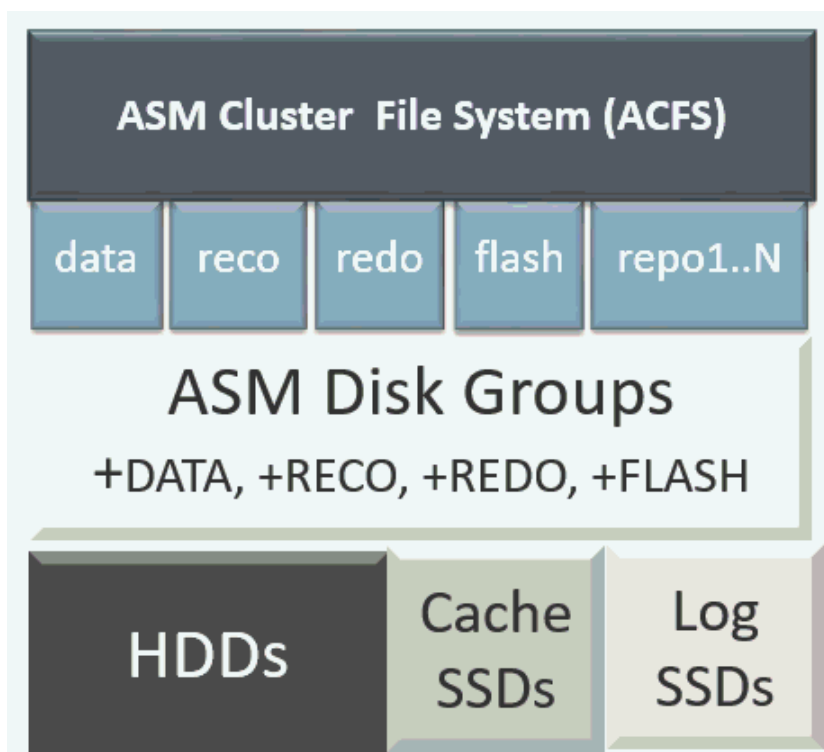 ASM Cluster File System (ACFS)
data reco redo flash repo1..N
ASM Disk Groups
+DATA, +RECO, +REDO, +FLASH
HDDs
Cache
SSDs
Log
SSDs